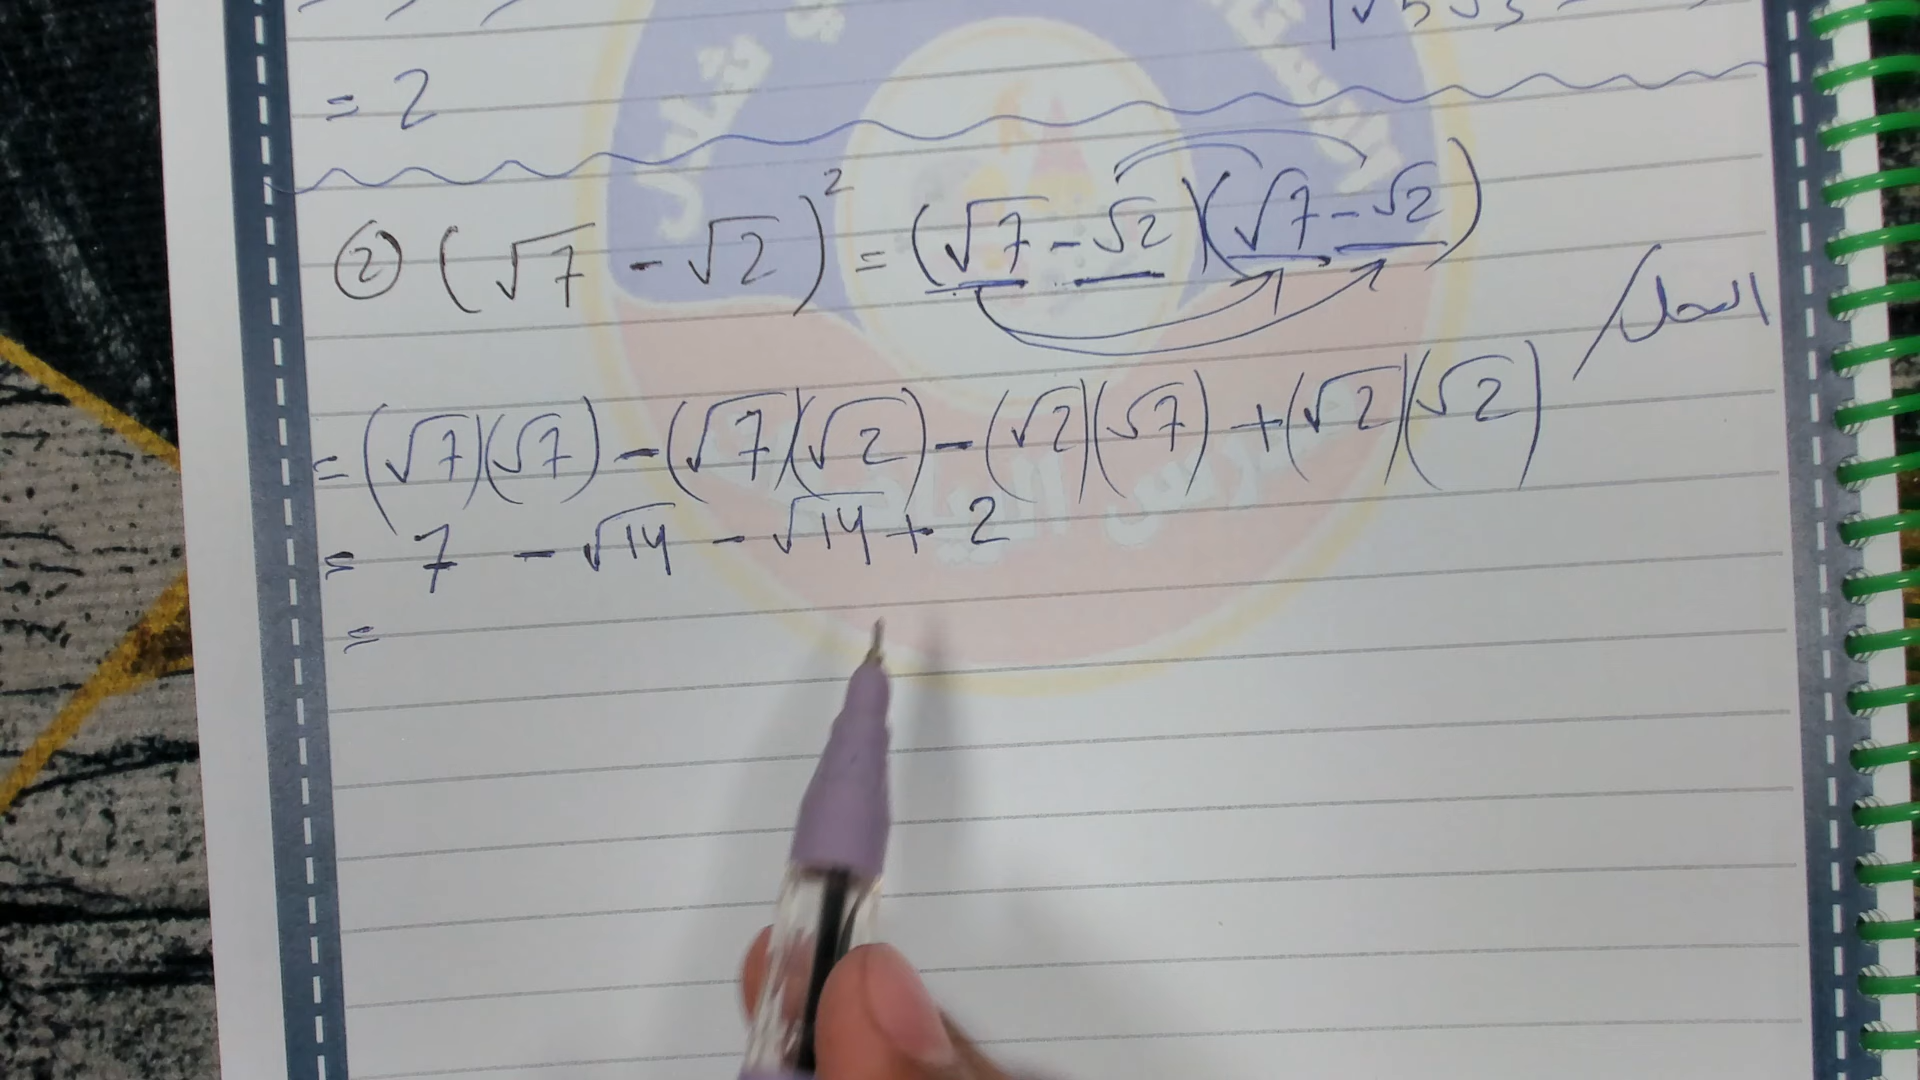 = 2
② (√7 - √2)² = (√7 - √2)(√7 - √2)
الحل
= (√7)(√7) - (√7)(√2) - (√2)(√7) + (√2)(√2)
= 7 - √14 - √14 + 2
=